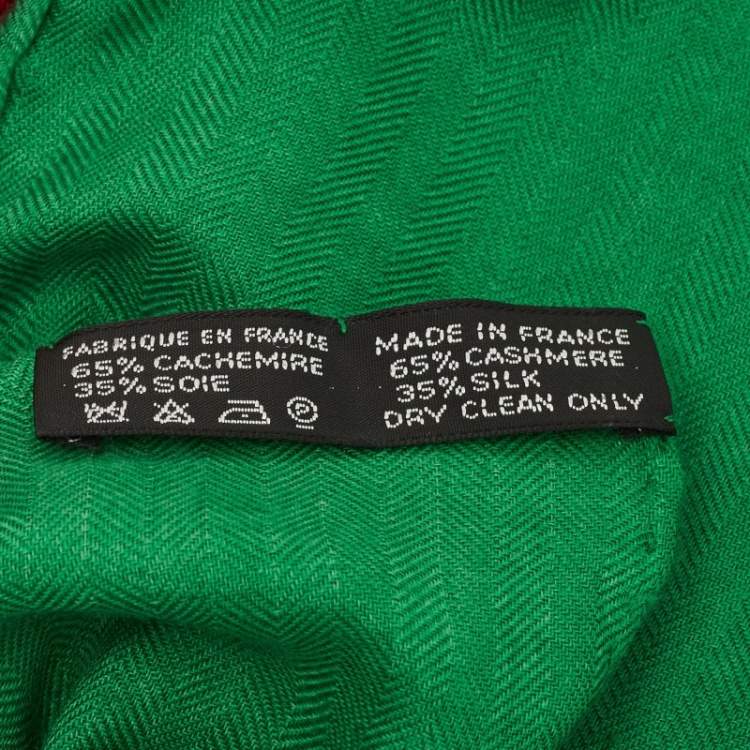 FABRIQUE EN FRANCE
65% CACHEMIRE
35% SOIE
P
MADE IN FRANCE
65% CASHMERE
35% SILK
DRY CLEAN ONLY